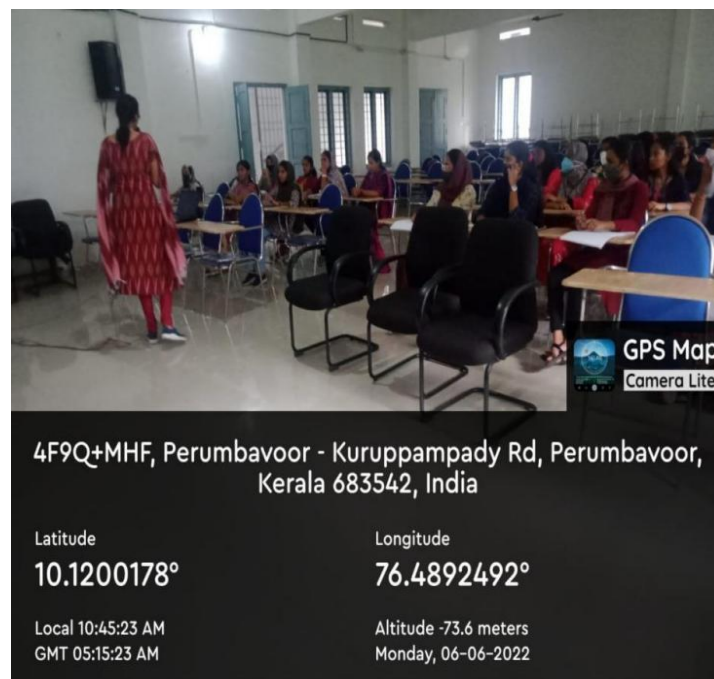 GPS Map
Camera Lite
4F9Q+MHF, Perumbavoor - Kuruppampady Rd, Perumbavoor,
Kerala 683542, India
Latitude
10.1200178°
Longitude
76.4892492°
Local 10:45:23 AM
GMT 05:15:23 AM
Altitude -73.6 meters
Monday, 06-06-2022